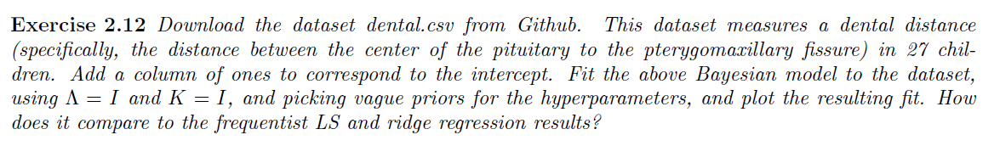 Exercise 2.12 Download the dataset dental.csv from Github. This dataset measures a dental distance
(specifically, the distance between the center of the pituitary to the pterygomaxillary fissure) in 27 chil-
dren. Add a column of ones to correspond to the intercept. Fit the above Bayesian model to the dataset,
using Λ = I and K = I, and picking vague priors for the hyperparameters, and plot the resulting fit. How
does it compare to the frequentist LS and ridge regression results?